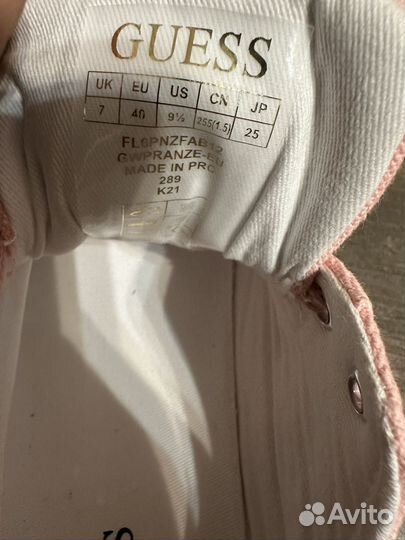 GUESS
UK EU US CN JP
7 40 9½ 255(1.5) 25
FL6PNZFAB12
GWPRANZE-EU
MADE IN PRC
289
K21
Avito